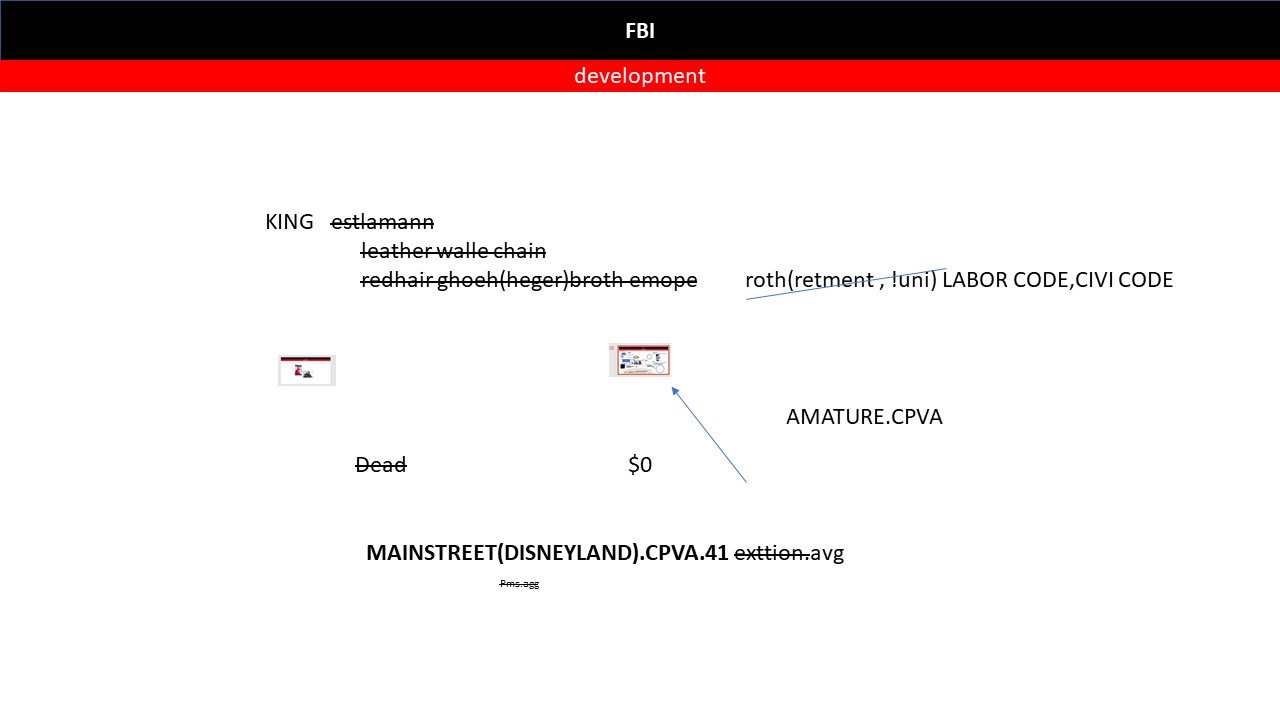 FBI
development
KING estlamann
leather walle chain
redhair ghoeh(heger)broth emope roth(retment , !uni) LABOR CODE,CIVI CODE
AMATURE.CPVA
Dead $0
MAINSTREET(DISNEYLAND).CPVA.41 exttion.avg
Pms.agg